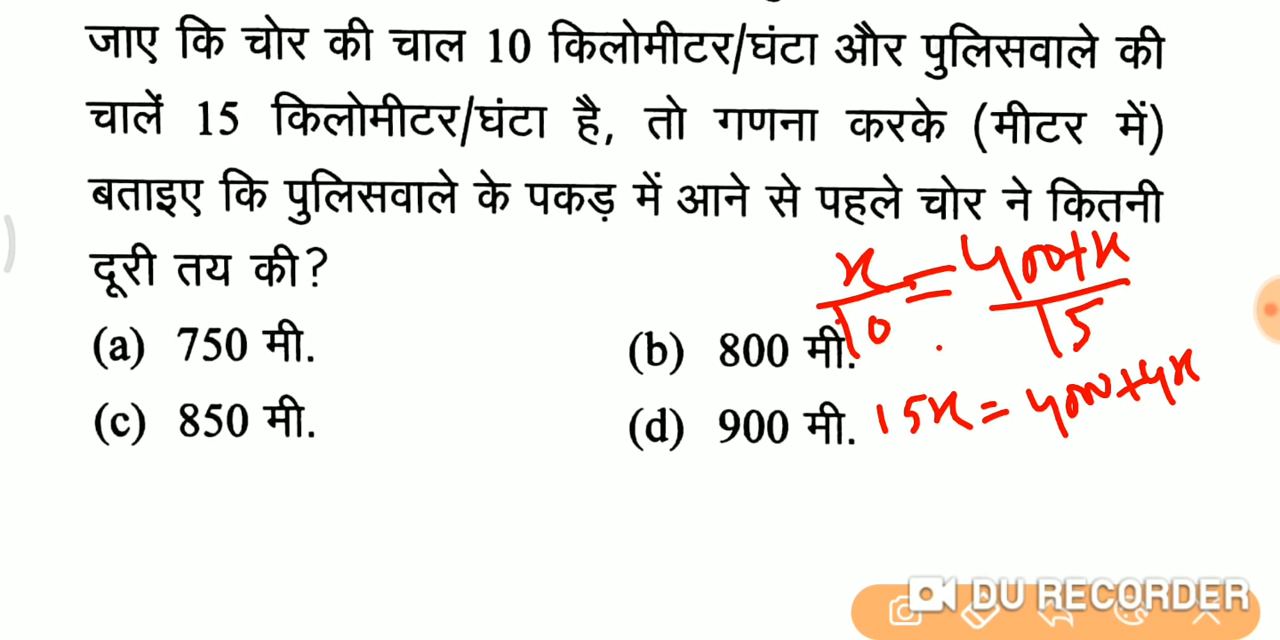 जाए कि चोर की चाल 10 किलोमीटर/घंटा और पुलिसवाले की
चालें 15 किलोमीटर/घंटा है, तो गणना करके (मीटर में)
बताइए कि पुलिसवाले के पकड़ में आने से पहले चोर ने कितनी
दूरी तय की?
x/10 = 400+x/15
(a) 750 मी.
(b) 800 मी.
(c) 850 मी.
(d) 900 मी.
15x = 4000+4x
DU RECORDER